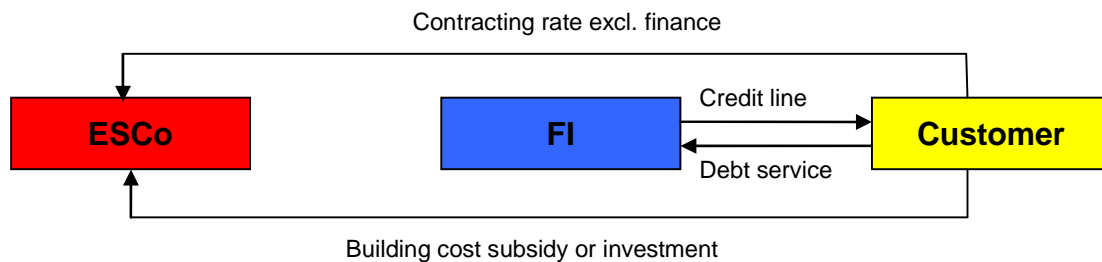 Contracting rate excl. finance
Credit line
ESCo
FI
Customer
Debt service
Building cost subsidy or investment